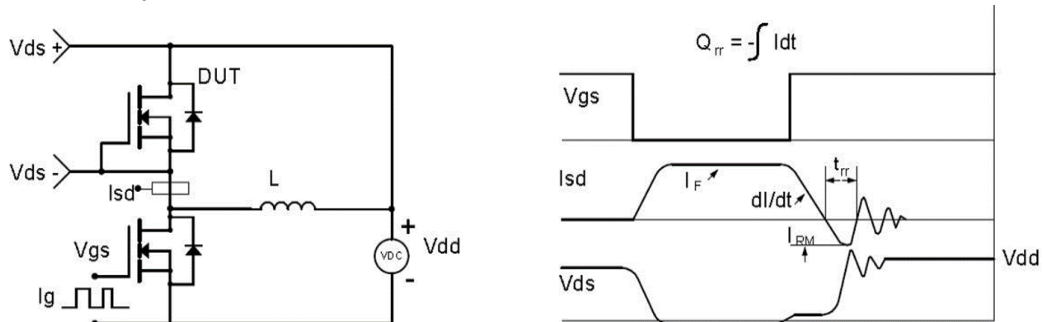 Vds +
DUT
Vds -
Isd
L
+
Vdd
VDC
-
Vgs
Ig
Qrr = -∫ Idt
Vgs
Isd
IF
dI/dt
trr
IRM
Vds
Vdd